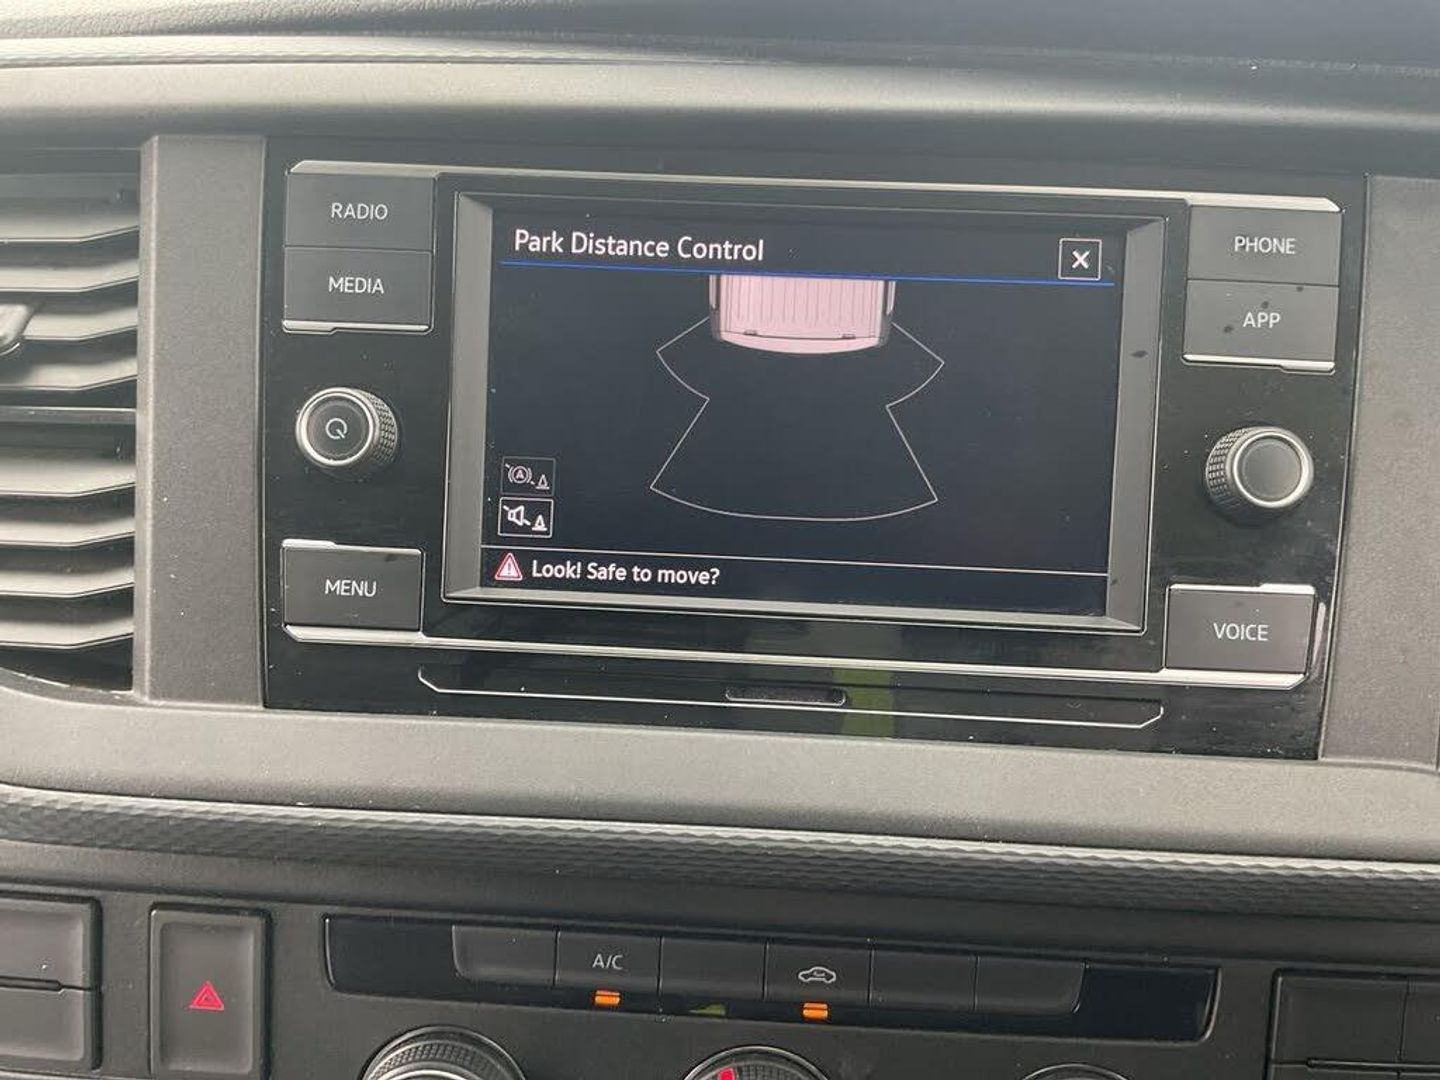 RADIO
MEDIA
Park Distance Control
PHONE
APP
Look! Safe to move?
MENU
VOICE
A/C